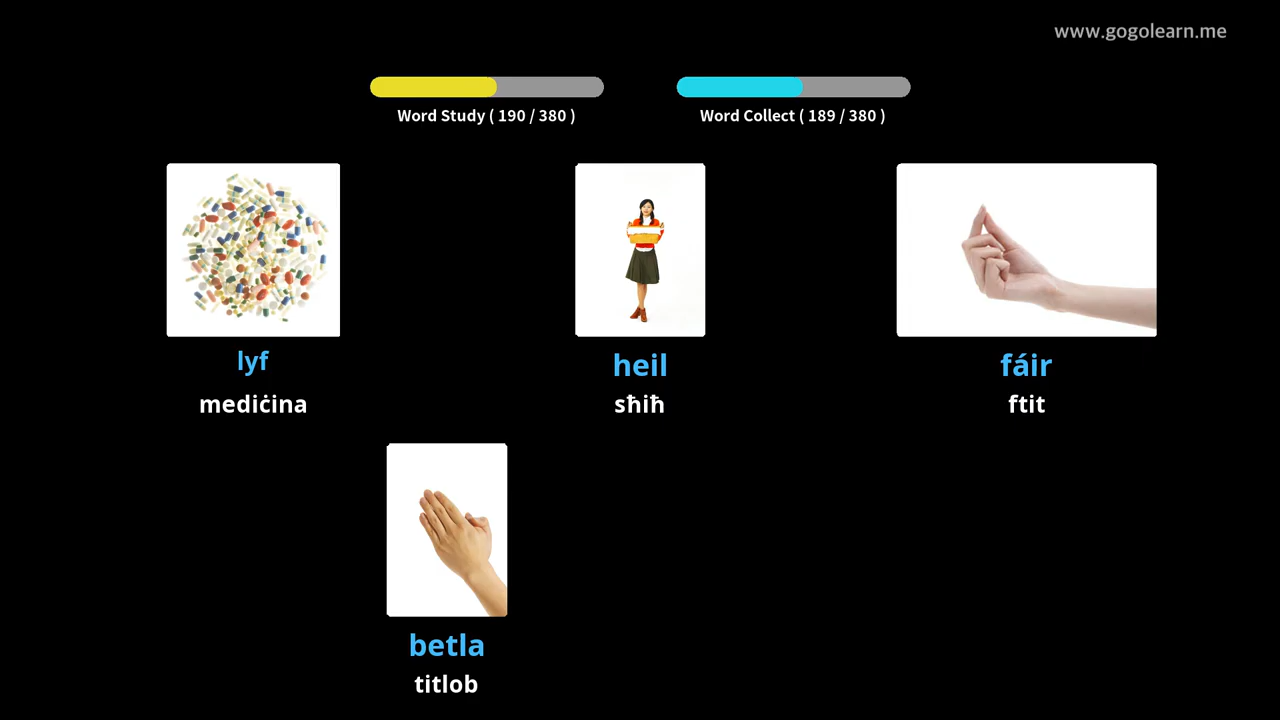 www.gogolearn.me
Word Study ( 190 / 380 )
Word Collect ( 189 / 380 )
lyf
mediċina
heil
sħiħ
fáir
ftit
betla
titlob